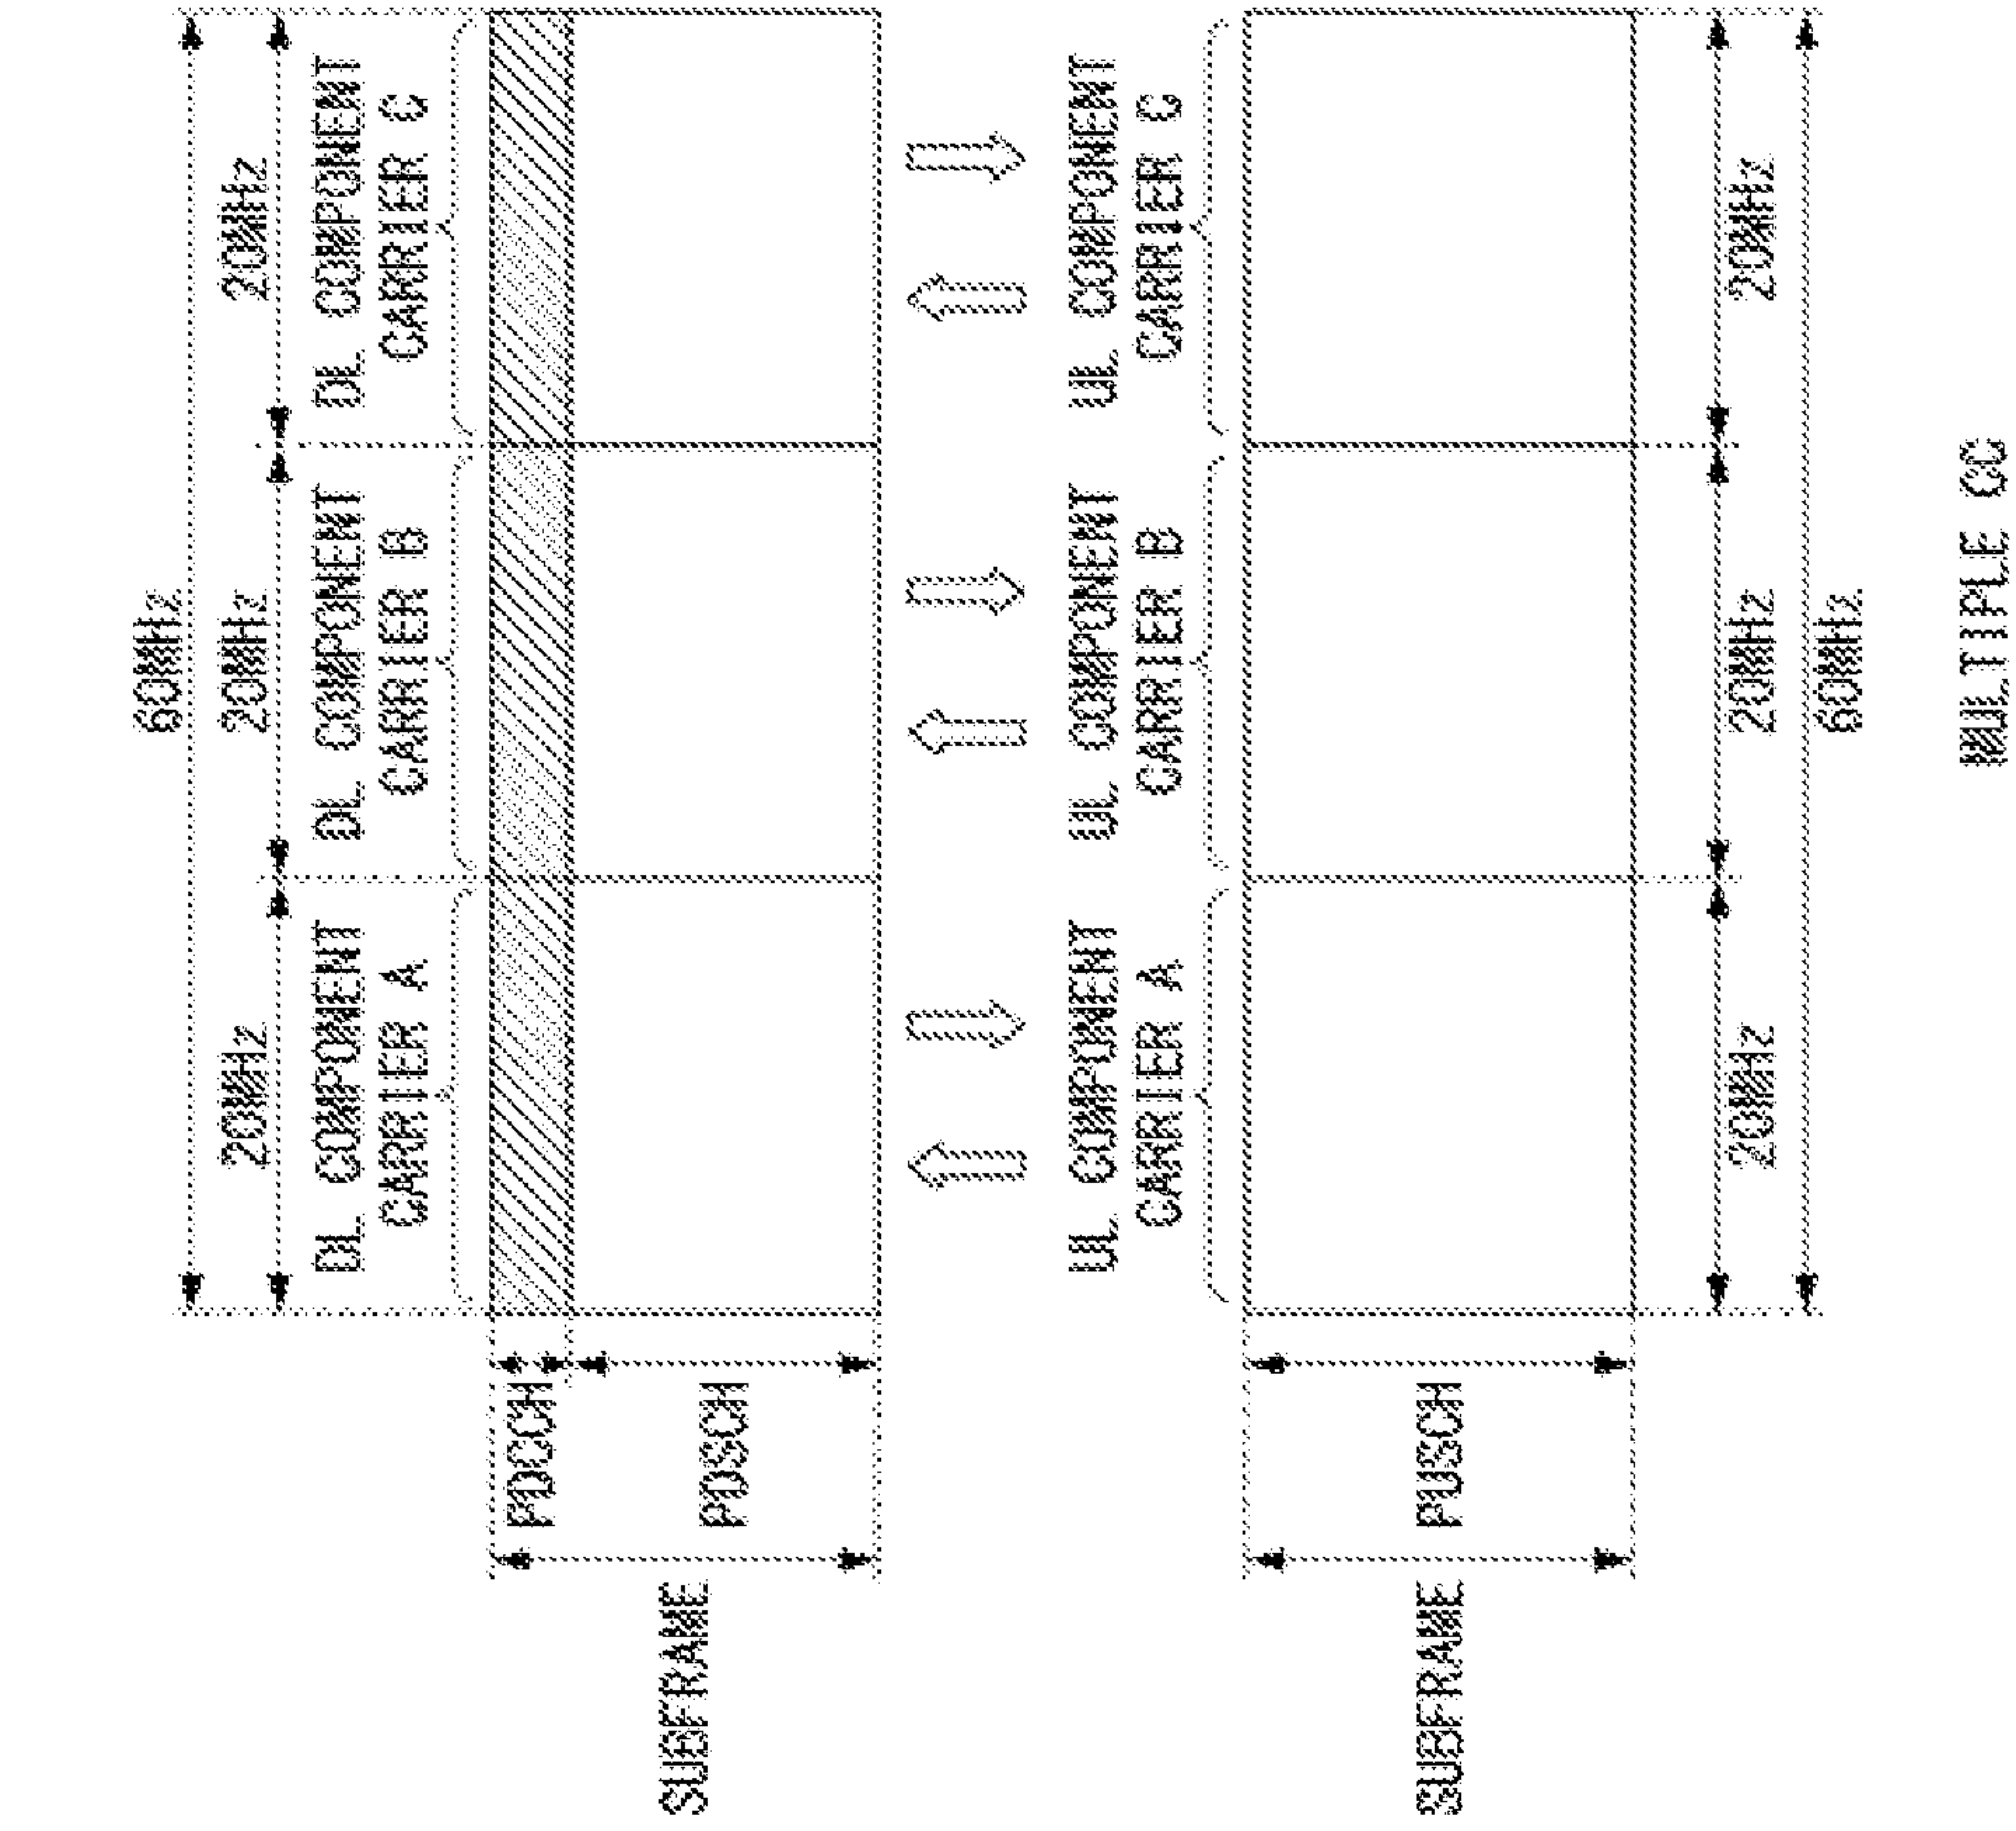 60MHz
20MHz
20MHz
20MHz
DL COMPONENT
CARRIER A
DL COMPONENT
CARRIER B
DL COMPONENT
CARRIER C
PDCCH
PDSCH
SUBFRAME
UL COMPONENT
CARRIER A
UL COMPONENT
CARRIER B
UL COMPONENT
CARRIER C
PUSCH
SUBFRAME
20MHz
20MHz
20MHz
60MHz
MULTIPLE CC